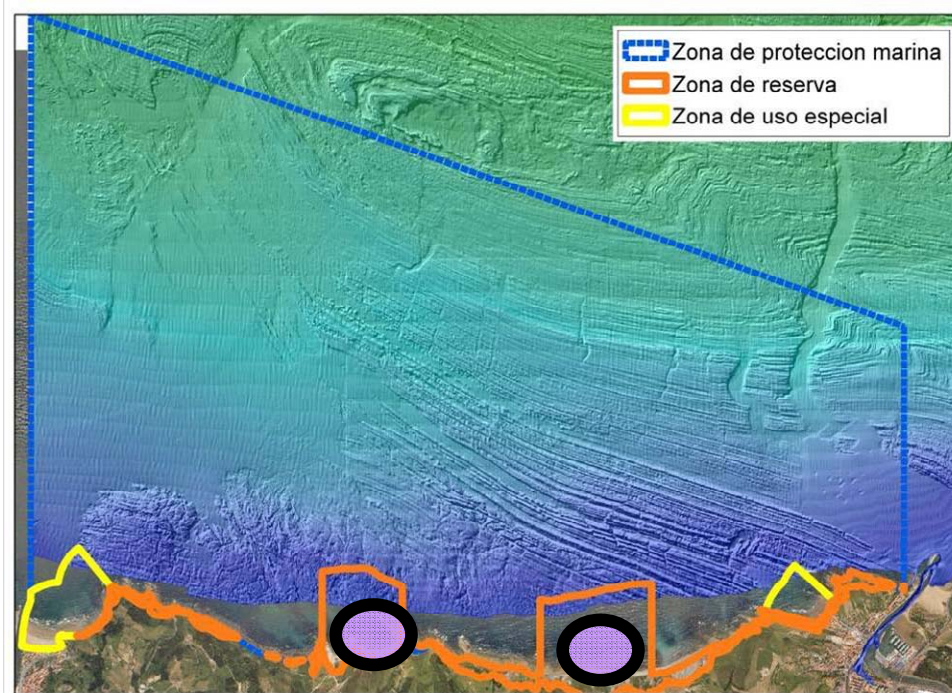 Zona de proteccion marina
Zona de reserva
Zona de uso especial